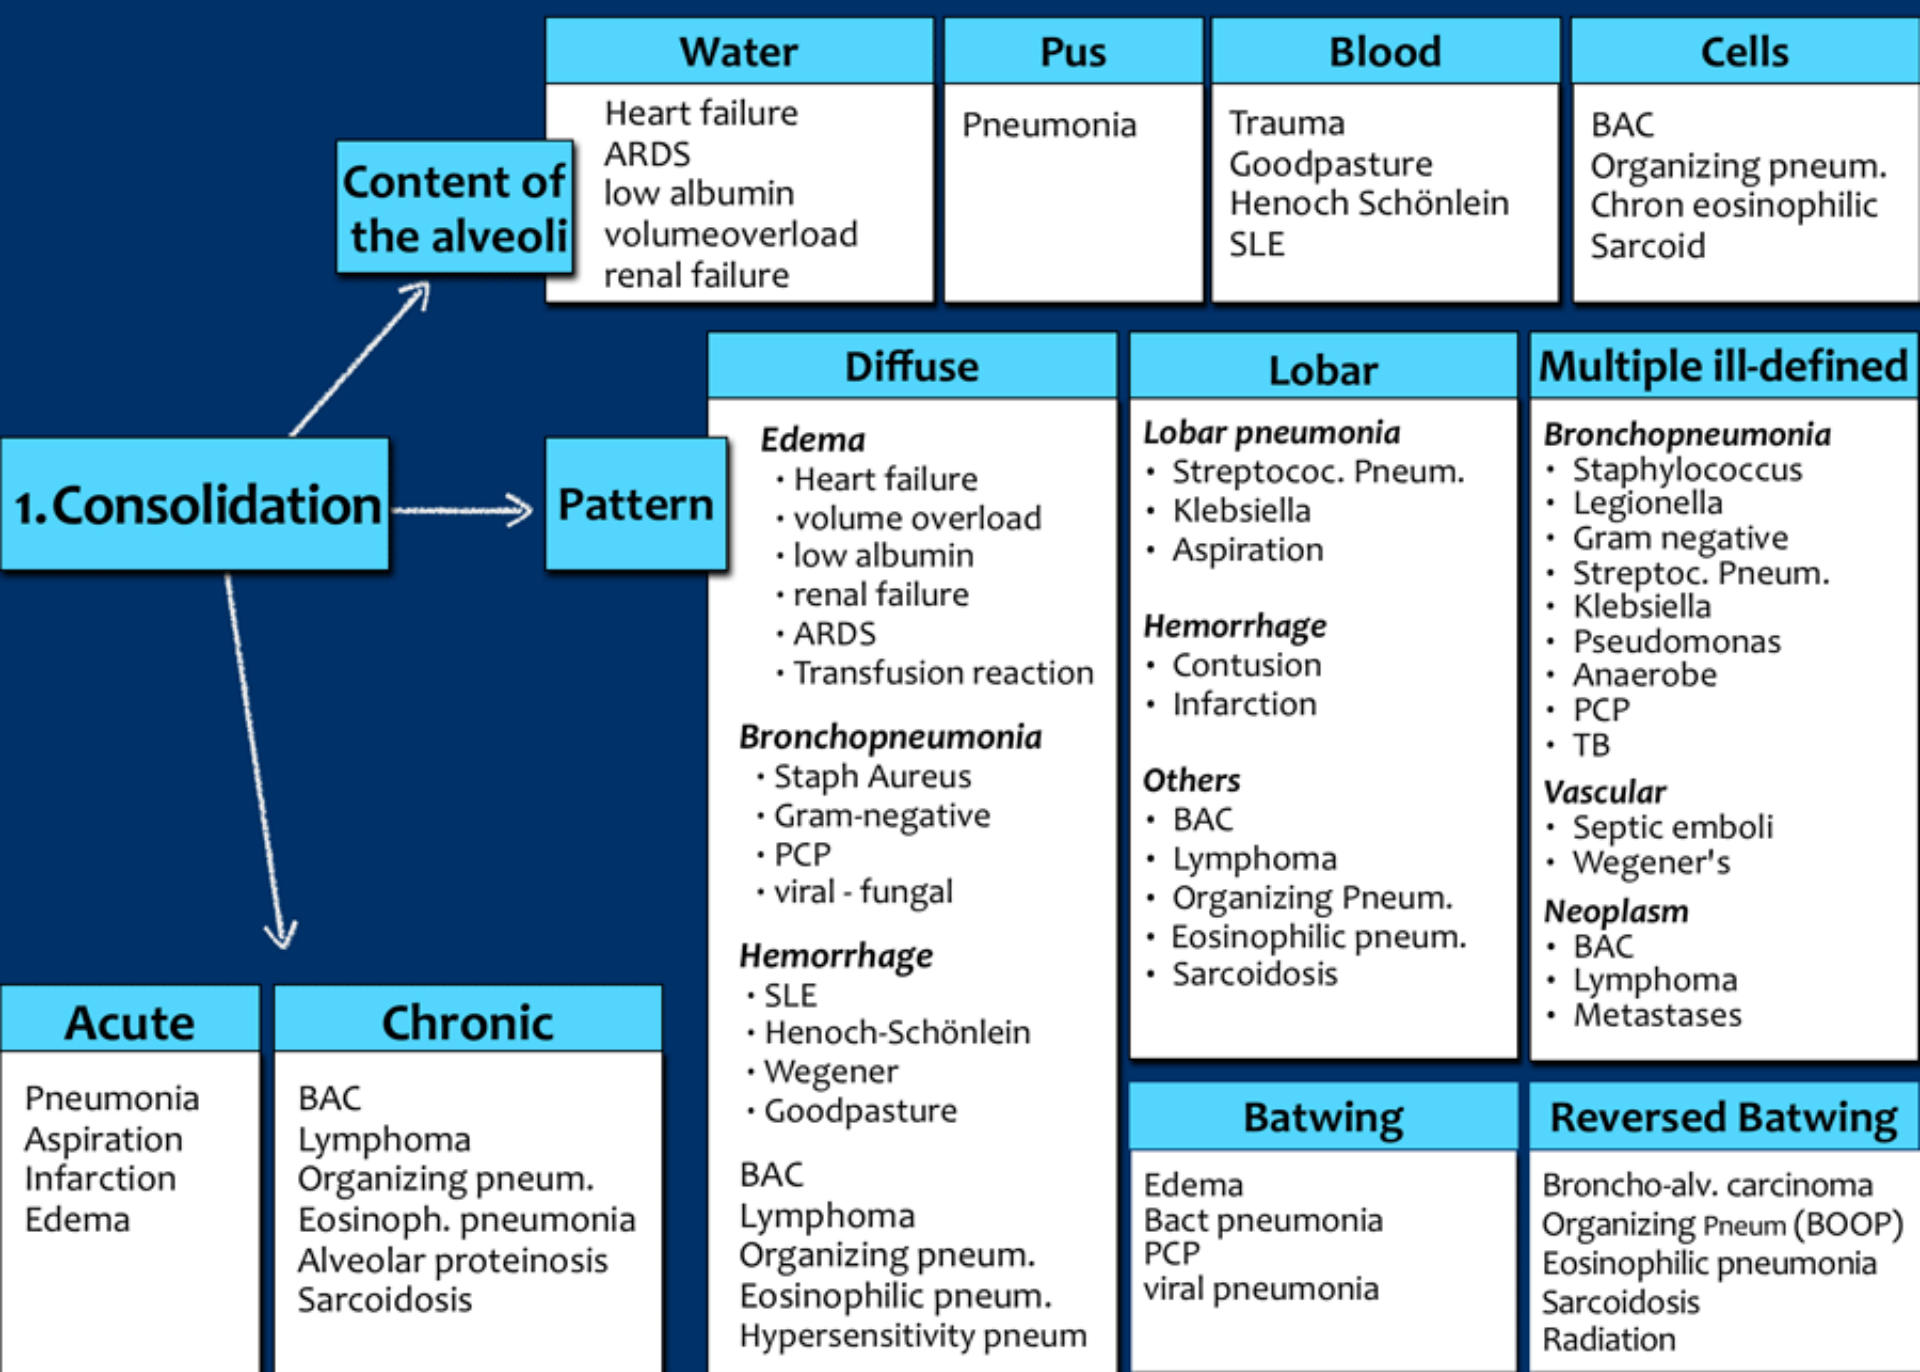 Water
Heart failure
ARDS
low albumin
volumeoverload
renal failure
Pus
Pneumonia
Blood
Trauma
Goodpasture
Henoch Schönlein
SLE
Cells
BAC
Organizing pneum.
Chron eosinophilic
Sarcoid
Content of
the alveoli
1. Consolidation
Pattern
Diffuse
Edema
· Heart failure
· volume overload
· low albumin
· renal failure
· ARDS
· Transfusion reaction
Bronchopneumonia
· Staph Aureus
· Gram-negative
· PCP
· viral - fungal
Hemorrhage
· SLE
· Henoch-Schönlein
· Wegener
· Goodpasture
BAC
Lymphoma
Organizing pneum.
Eosinophilic pneum.
Hypersensitivity pneum
Lobar
Lobar pneumonia
· Streptococ. Pneum.
· Klebsiella
· Aspiration
Hemorrhage
· Contusion
· Infarction
Others
· BAC
· Lymphoma
· Organizing Pneum.
· Eosinophilic pneum.
· Sarcoidosis
Multiple ill-defined
Bronchopneumonia
· Staphylococcus
· Legionella
· Gram negative
· Streptoc. Pneum.
· Klebsiella
· Pseudomonas
· Anaerobe
· PCP
· TB
Vascular
· Septic emboli
· Wegener's
Neoplasm
· BAC
· Lymphoma
· Metastases
Acute
Pneumonia
Aspiration
Infarction
Edema
Chronic
BAC
Lymphoma
Organizing pneum.
Eosinoph. pneumonia
Alveolar proteinosis
Sarcoidosis
Batwing
Edema
Bact pneumonia
PCP
viral pneumonia
Reversed Batwing
Broncho-alv. carcinoma
Organizing Pneum (BOOP)
Eosinophilic pneumonia
Sarcoidosis
Radiation